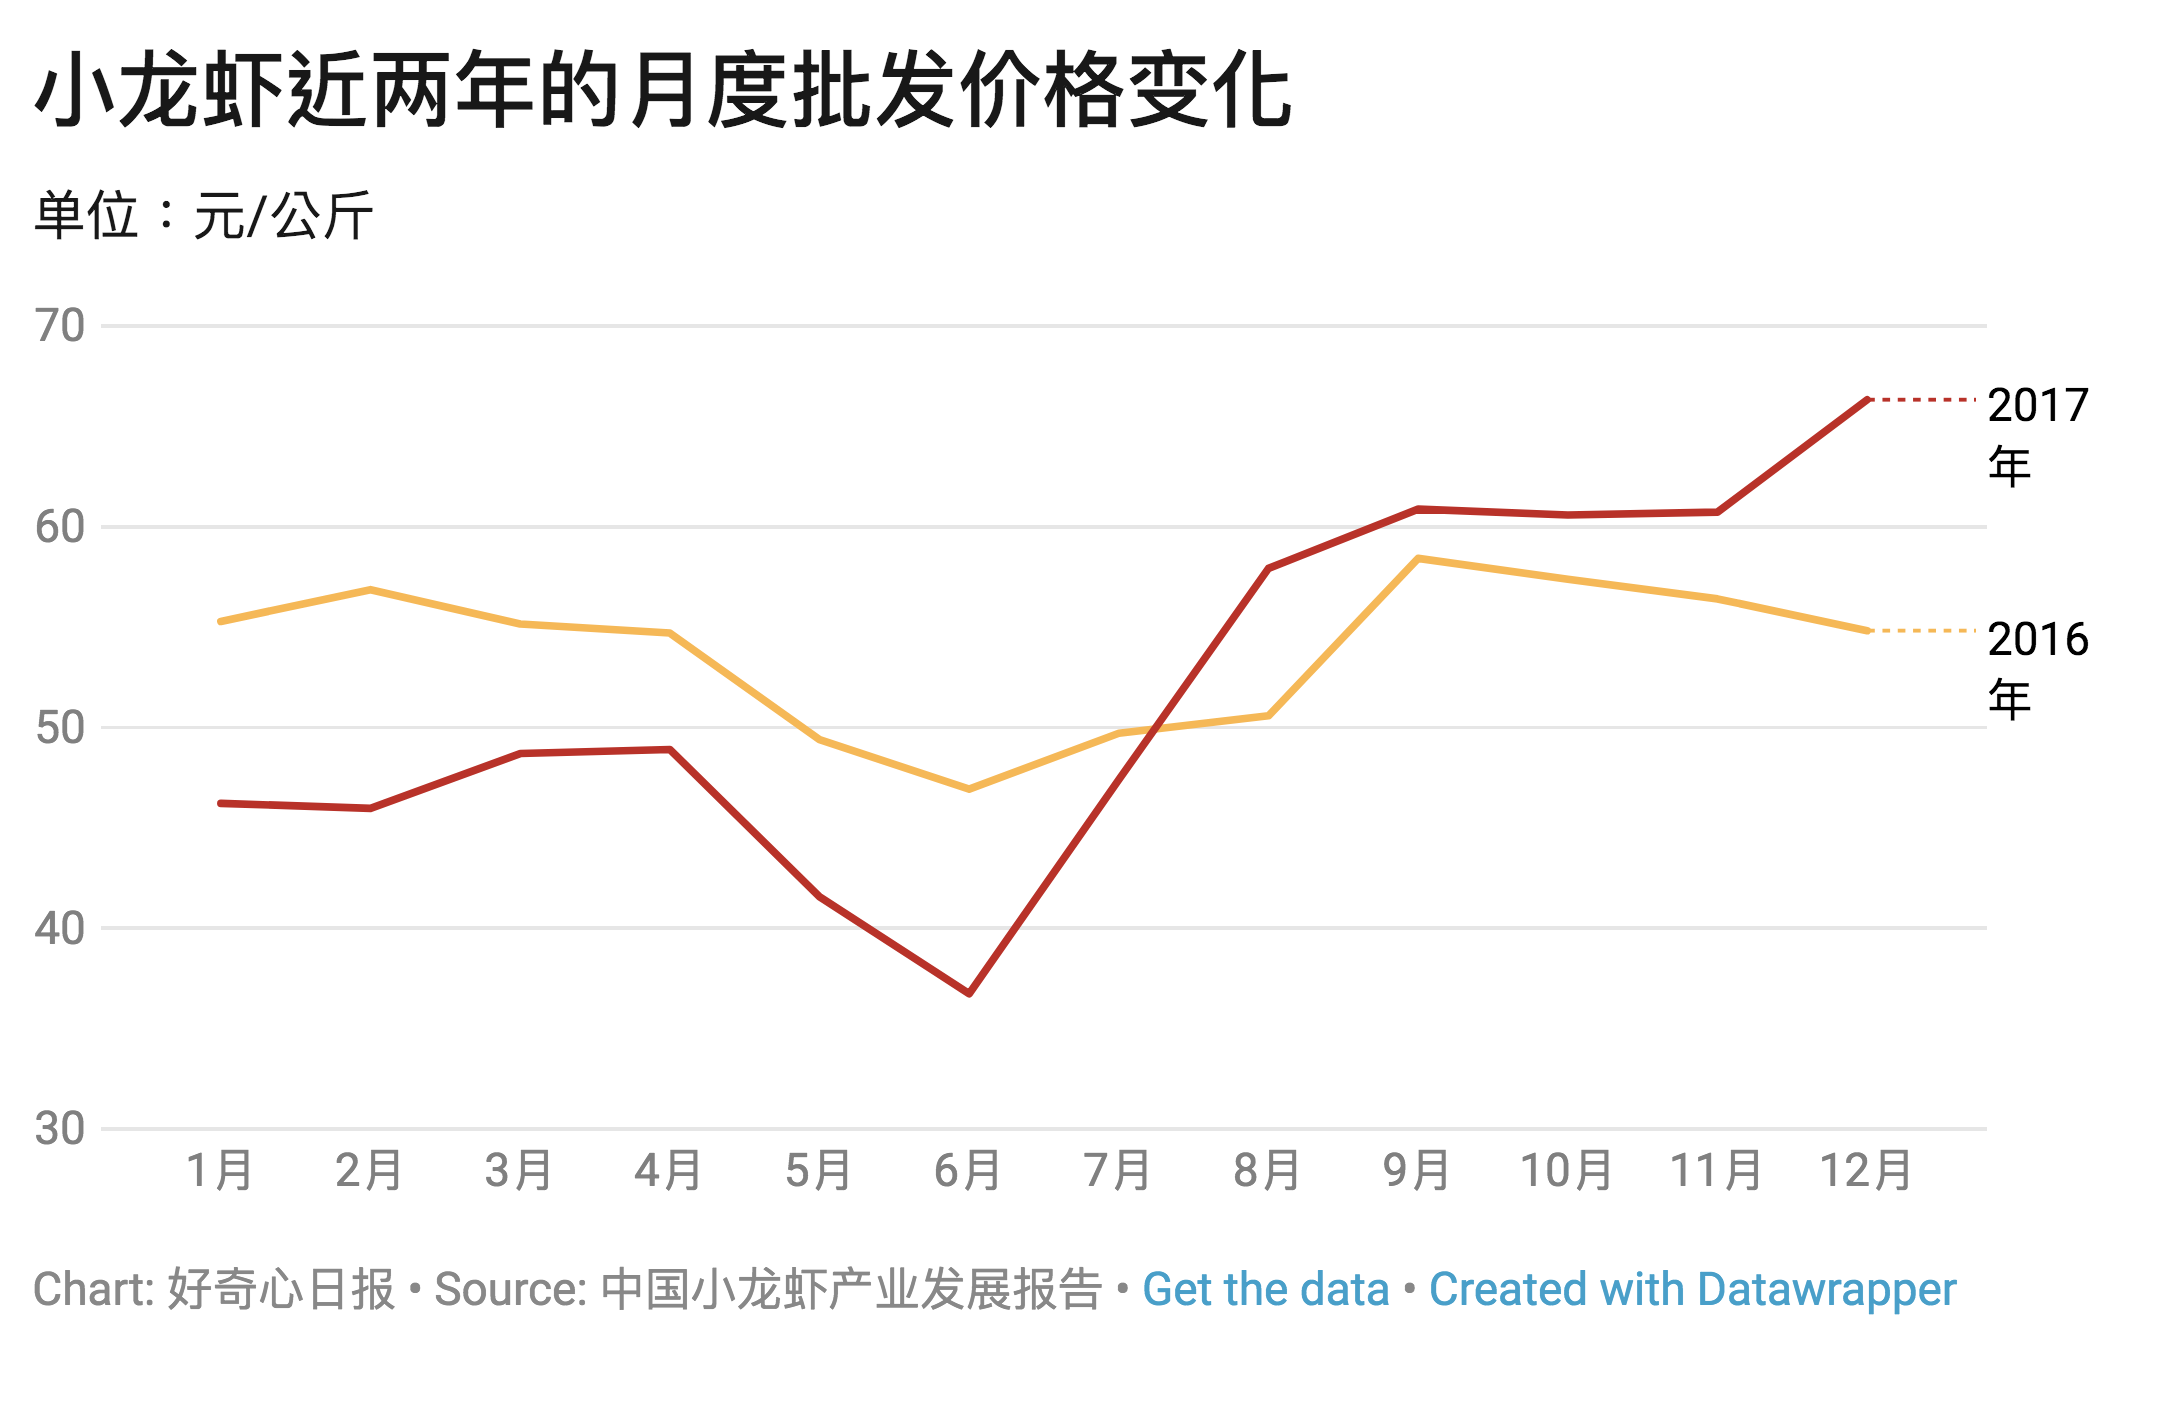 小龙虾近两年的月度批发价格变化
单位：元/公斤
70
60
50
40
30
2017
年
2016
年
1月 2月 3月 4月 5月 6月 7月 8月 9月 10月 11月 12月
Chart: 好奇心日报 • Source: 中国小龙虾产业发展报告 • Get the data • Created with Datawrapper